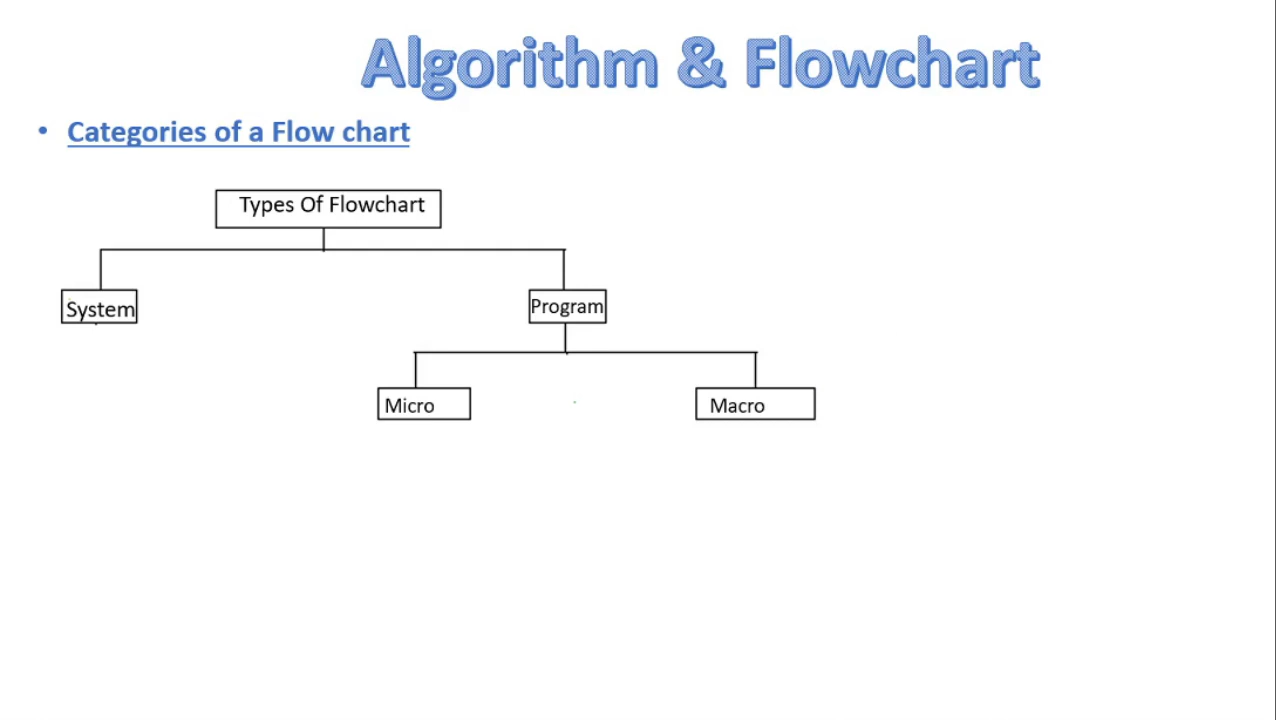 Algorithm & Flowchart
• Categories of a Flow chart
Types Of Flowchart
System
Program
Micro
Macro